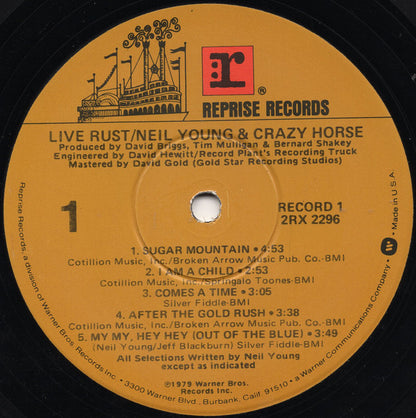 r
®
REPRISE RECORDS
LIVE RUST/NEIL YOUNG & CRAZY HORSE
Produced by David Briggs, Tim Mulligan & Bernard Shakey
Engineered by David Hewitt/Record Plant's Recording Truck
Mastered by David Gold (Gold Star Recording Studios)
1
RECORD 1
2RX 2296
1. SUGAR MOUNTAIN • 4:53
Cotillion Music, Inc./Broken Arrow Music Pub. Co.-BMI
2. I AM A CHILD • 2:53
Cotillion Music, Inc./Springalo Toones-BMI
3. COMES A TIME • 3:05
Silver Fiddle-BMI
4. AFTER THE GOLD RUSH • 3:38
Cotillion Music, Inc./Broken Arrow Music Pub. Co-BMI
5. MY MY, HEY HEY (OUT OF THE BLUE) • 3:49
(Neil Young/Jeff Blackburn) Silver Fiddle-BMI
All Selections Written by Neil Young
except as indicated
©1979 Warner Bros.
Records Inc.
Reprise Records, a division of Warner Bros. Records Inc. • 3300 Warner Blvd., Burbank, Calif. 91510 • a Warner Communications Company • W • Made in U.S.A.